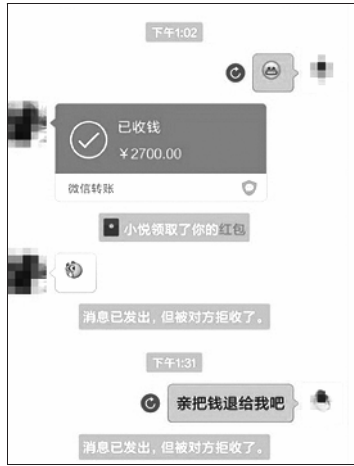 下午1:02
已收钱
￥2700.00
微信转账
小悦领取了你的红包
消息已发出，但被对方拒收了。
下午1:31
亲把钱退给我吧
消息已发出，但被对方拒收了。